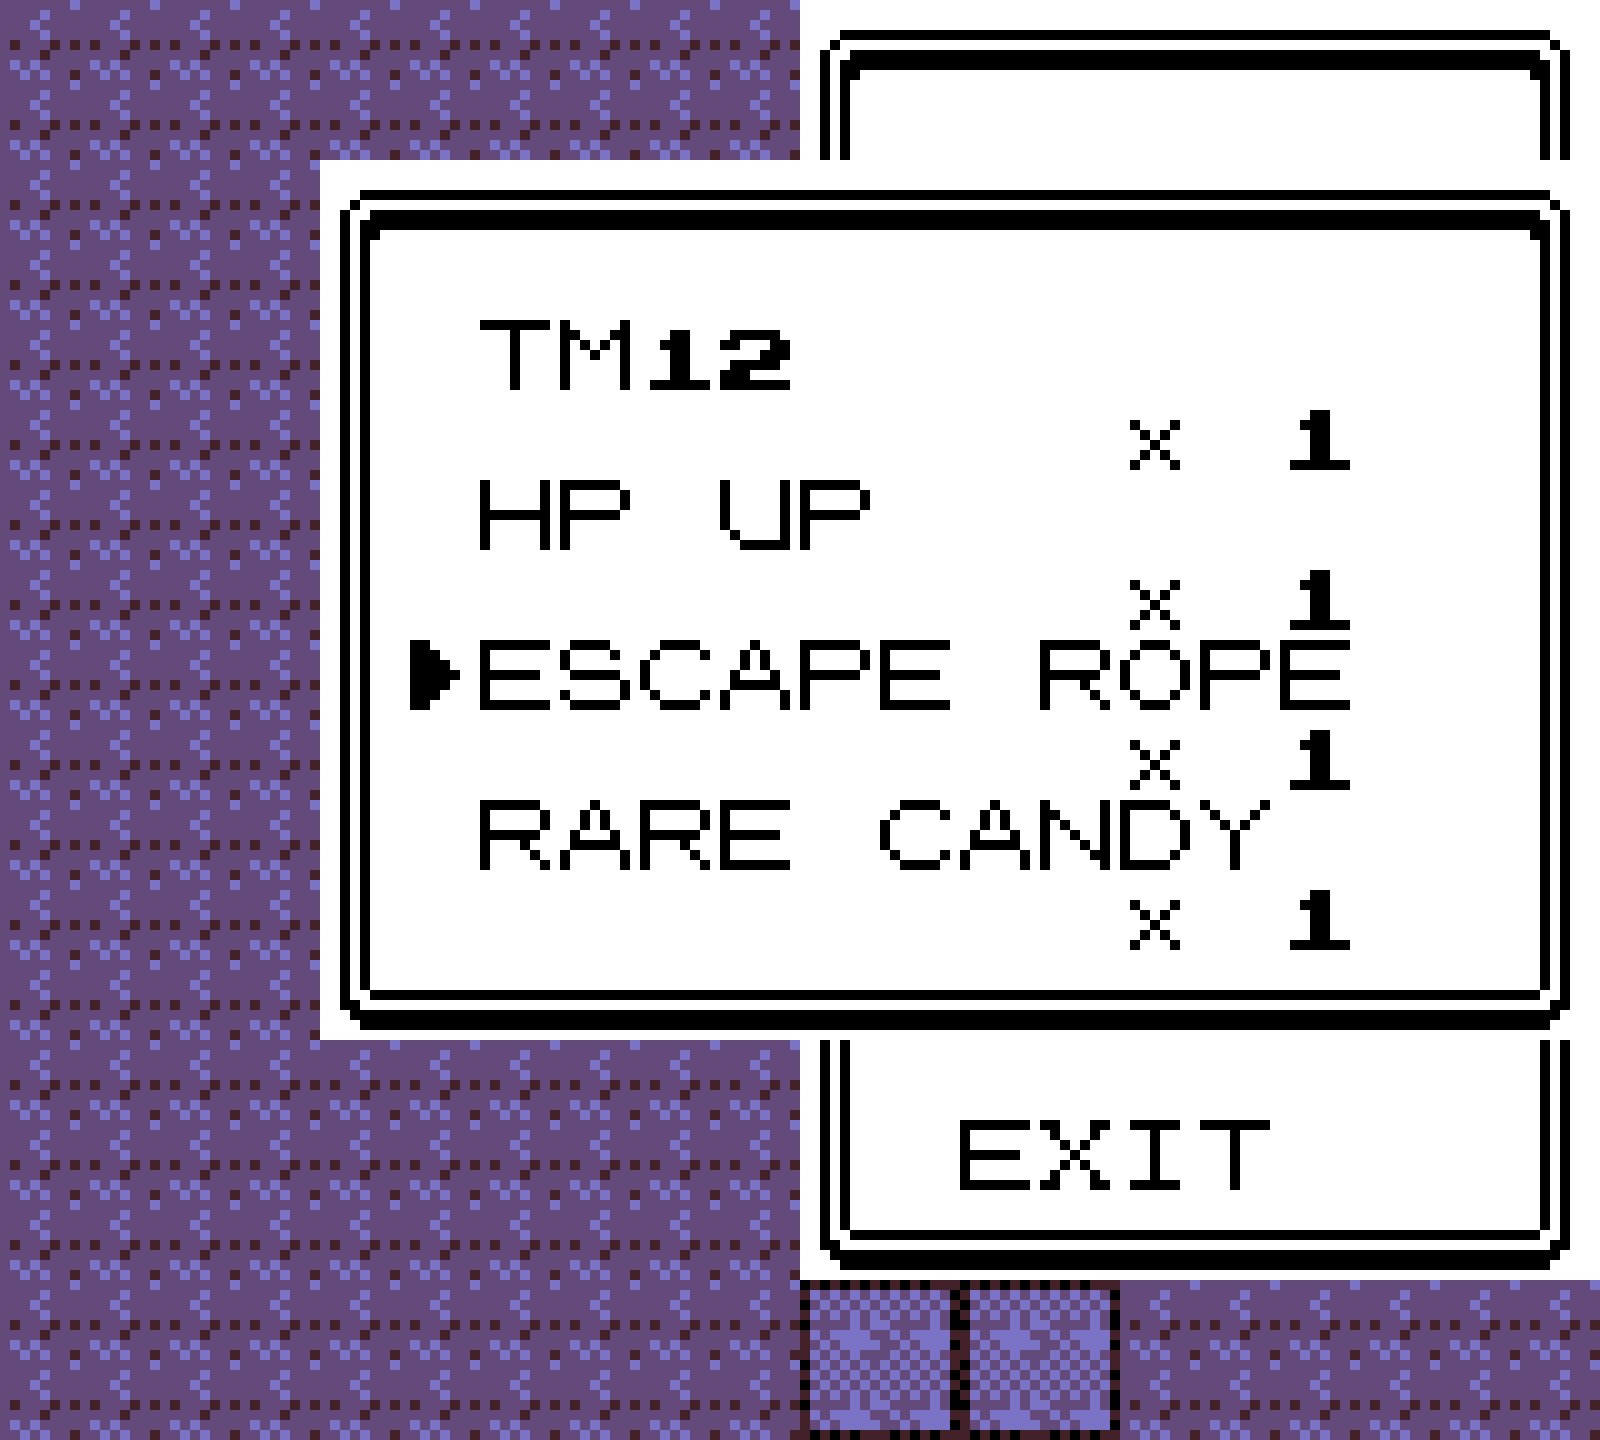 TM12
× 1
HP UP
× 1
▶ESCAPE ROPE
× 1
RARE CANDY
× 1
EXIT